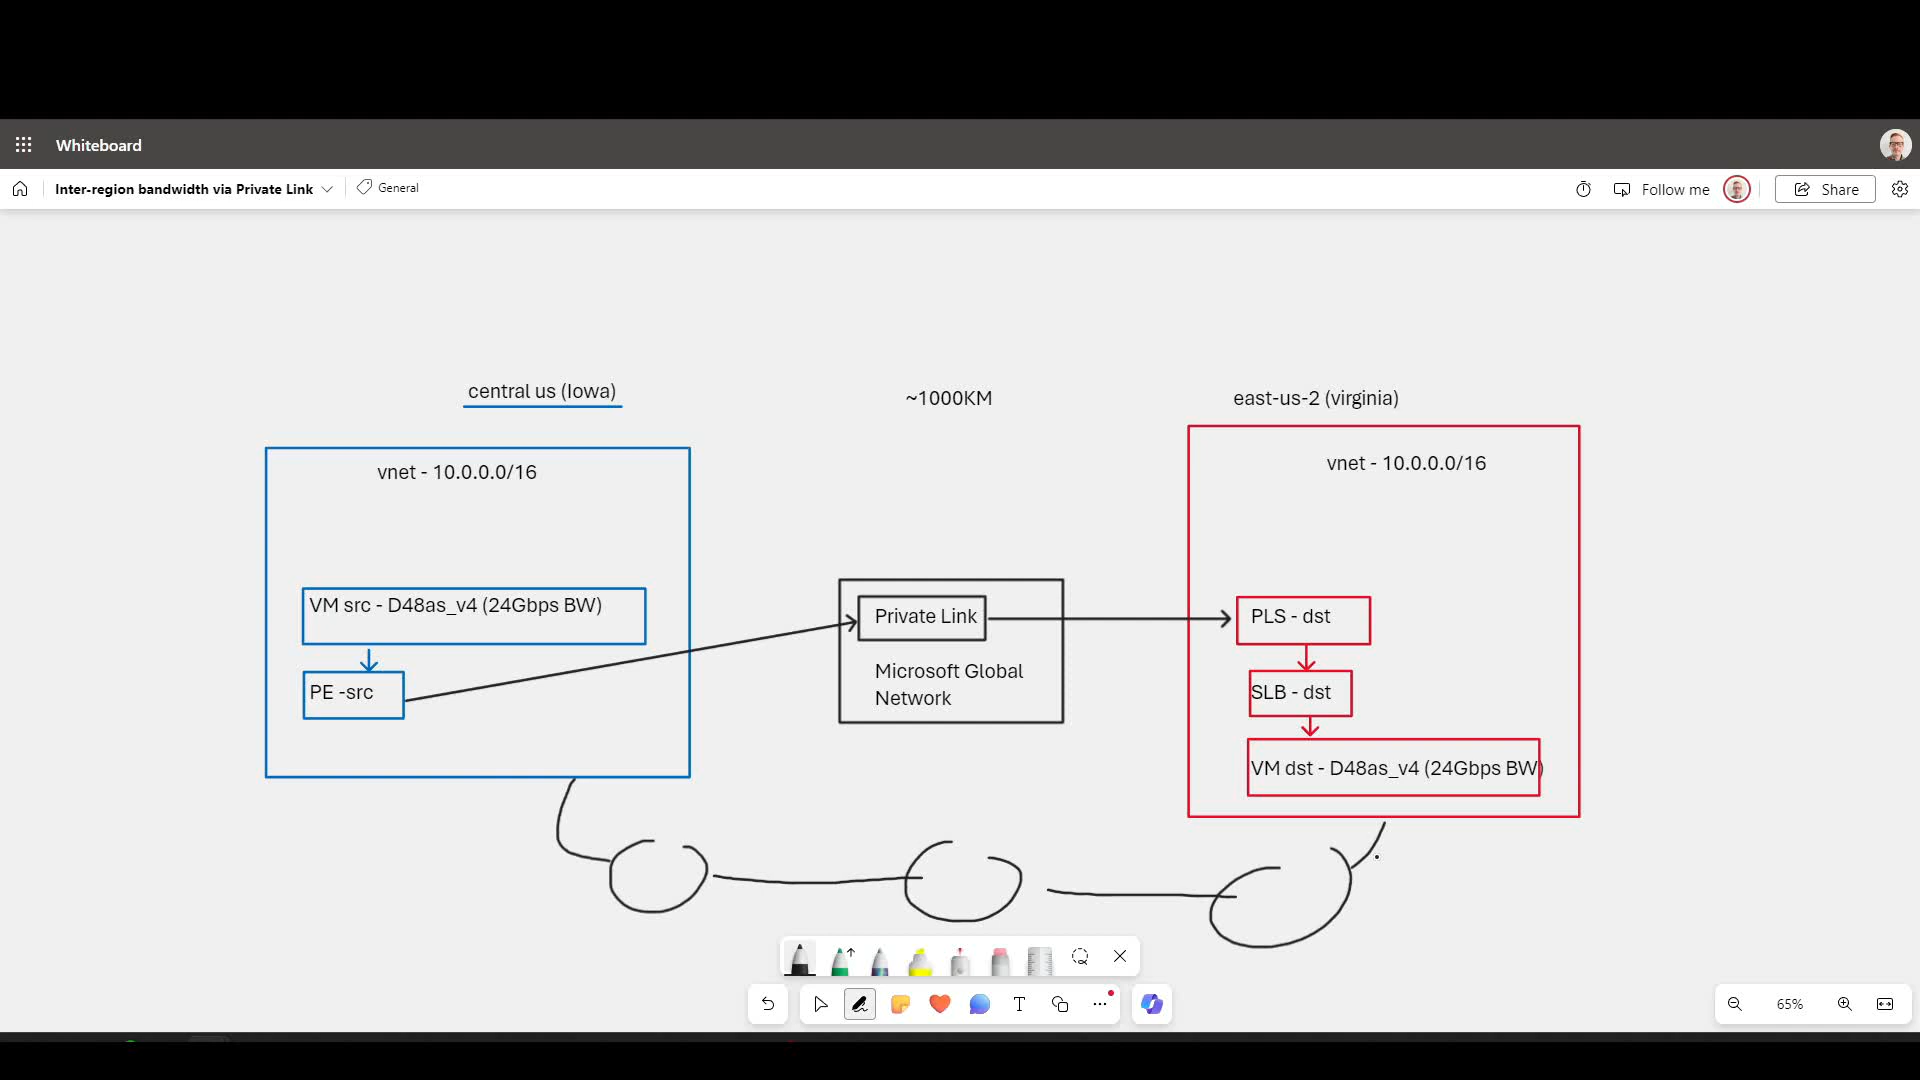 Whiteboard
Inter-region bandwidth via Private Link
General
Follow me
Share
central us (Iowa)
~1000KM
east-us-2 (virginia)
vnet - 10.0.0.0/16
vnet - 10.0.0.0/16
VM src - D48as_v4 (24Gbps BW)
PE -src
Private Link
Microsoft Global
Network
PLS - dst
SLB - dst
VM dst - D48as_v4 (24Gbps BW)
T
65%